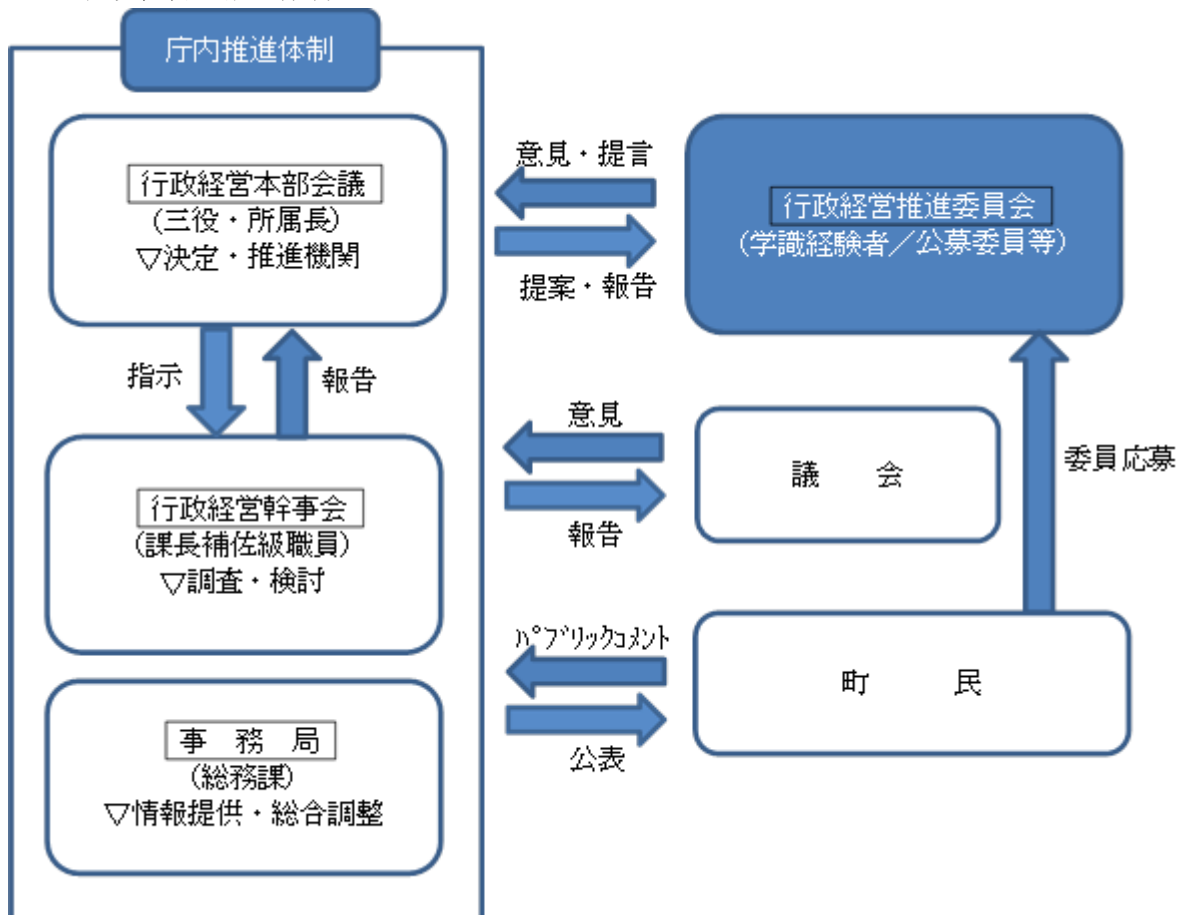 庁内推進体制
行政経営本部会議
(三役・所属長)
▽決定・推進機関
意見・提言
提案・報告
行政経営推進委員会
(学識経験者／公募委員等)
指示
報告
行政経営幹事会
(課長補佐級職員)
▽調査・検討
意見
報告
議　会
委員応募
ﾊﾟﾌﾞﾘｯｸｺﾒﾝﾄ
公表
町　民
事　務　局
(総務課)
▽情報提供・総合調整